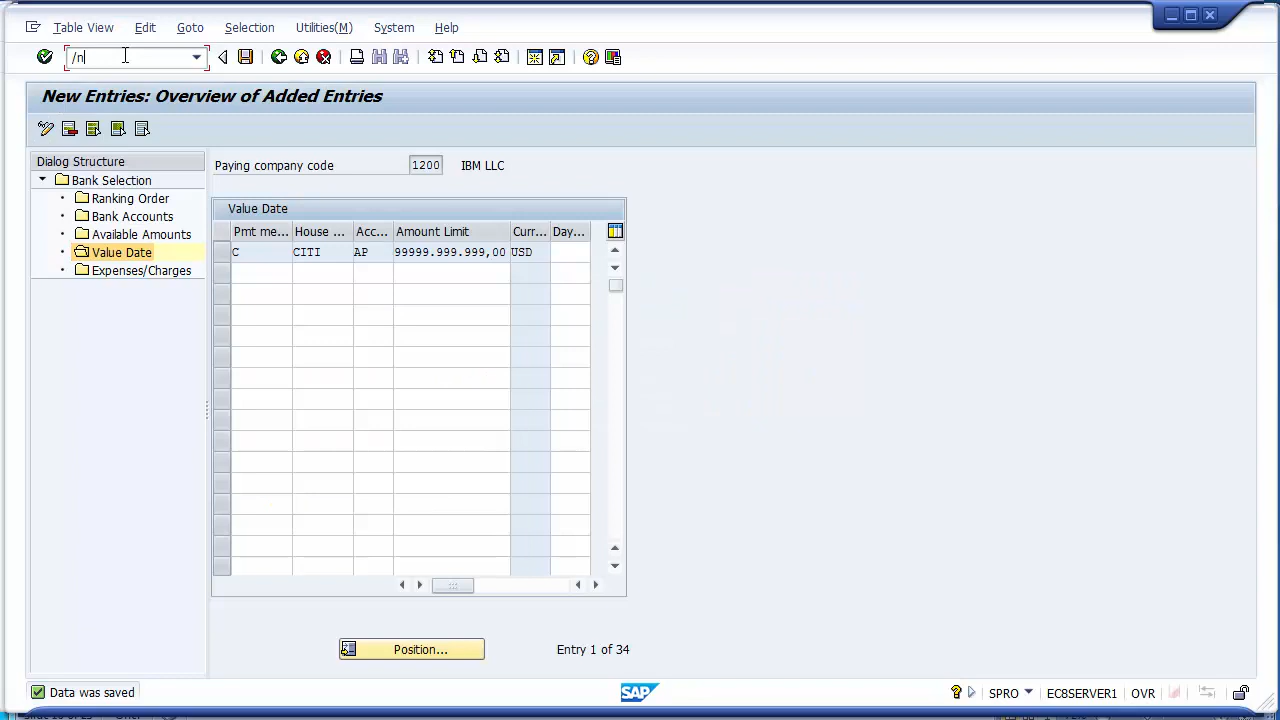 Table View Edit Goto Selection Utilities(M) System Help
/n
New Entries: Overview of Added Entries
Dialog Structure
Bank Selection
Ranking Order
Bank Accounts
Available Amounts
Value Date
Expenses/Charges
Paying company code 1200 IBM LLC
Value Date
Pmt me... House ... Acc... Amount Limit Curr... Day...
C CITI AP 99999.999.999,00 USD
Position... Entry 1 of 34
Data was saved SAP SPRO ECCSERVER1 OVR